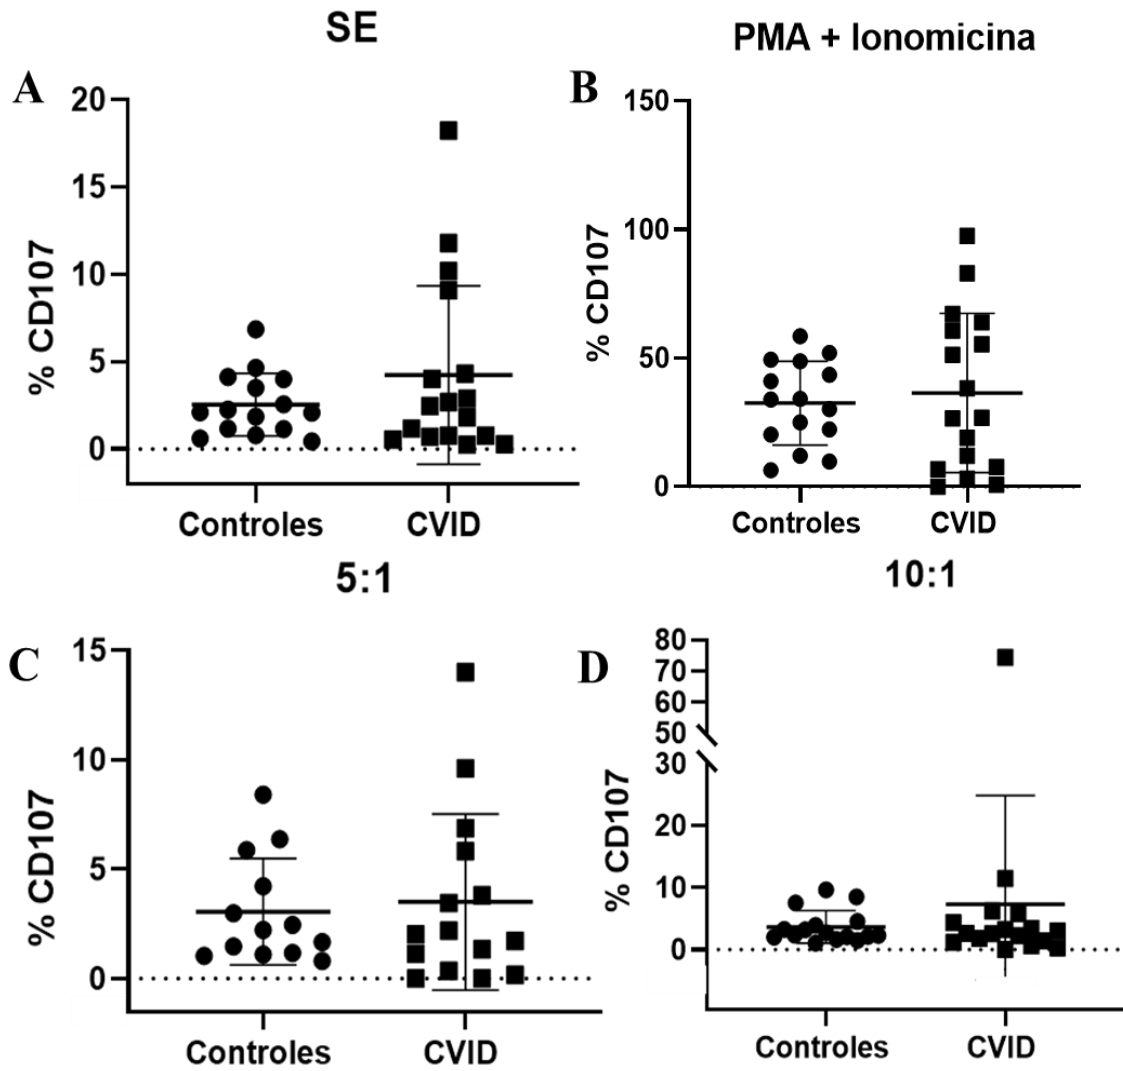 SE
PMA + Ionomicina
A
B
% CD107
20
15
10
5
0
Controles
CVID
% CD107
150
100
50
0
Controles
CVID
5:1
10:1
C
D
% CD107
15
10
5
0
Controles
CVID
% CD107
80
70
60
50
30
20
10
0
Controles
CVID